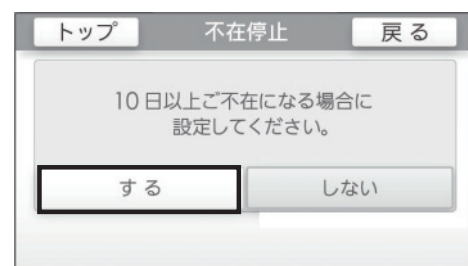 トップ 不在停止 戻る
10日以上ご不在になる場合に
設定してください。
する しない